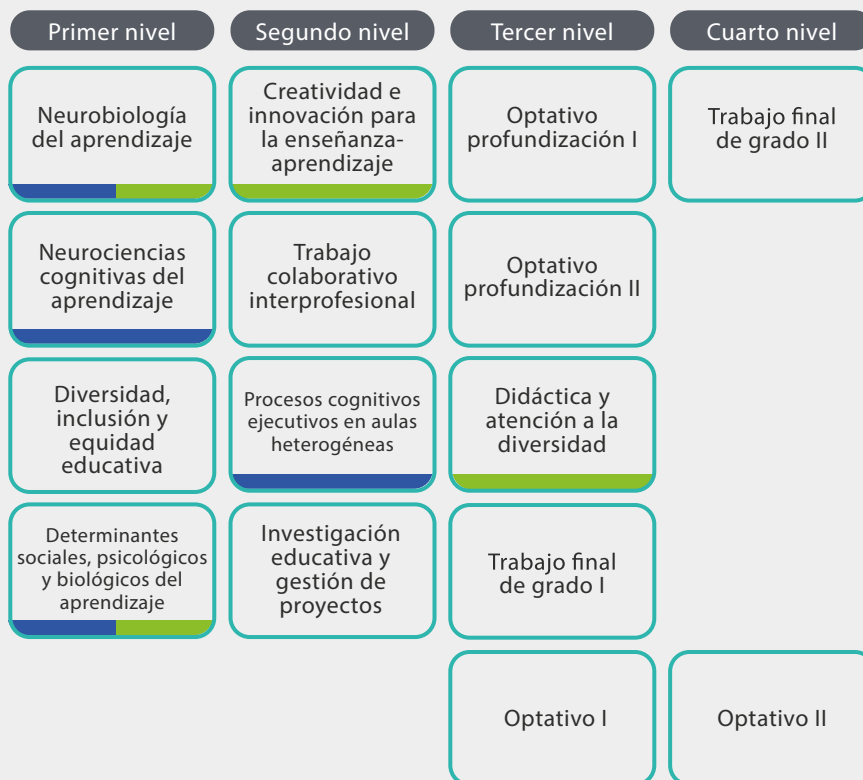 Primer nivel
Segundo nivel
Tercer nivel
Cuarto nivel
Neurobiología
del aprendizaje
Creatividad e
innovación para
la enseñanza-
aprendizaje
Optativo
profundización I
Trabajo final
de grado II
Neurociencias
cognitivas del
aprendizaje
Trabajo
colaborativo
interprofesional
Optativo
profundización II
Diversidad,
inclusión y
equidad
educativa
Procesos cognitivos
ejecutivos en aulas
heterogéneas
Didáctica y
atención a la
diversidad
Determinantes
sociales, psicológicos
y biológicos del
aprendizaje
Investigación
educativa y
gestión de
proyectos
Trabajo final
de grado I
Optativo I
Optativo II